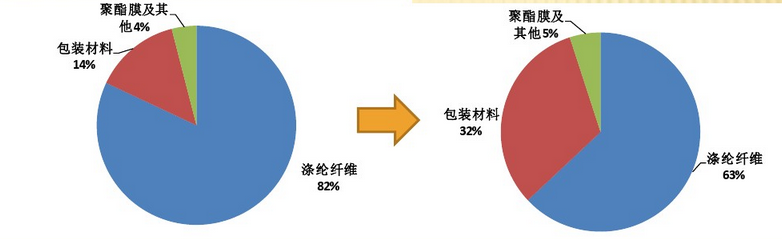 聚酯膜及其
他4%
包装材料
14%
涤纶纤维
82%
聚酯膜及
其他5%
包装材料
32%
涤纶纤维
63%